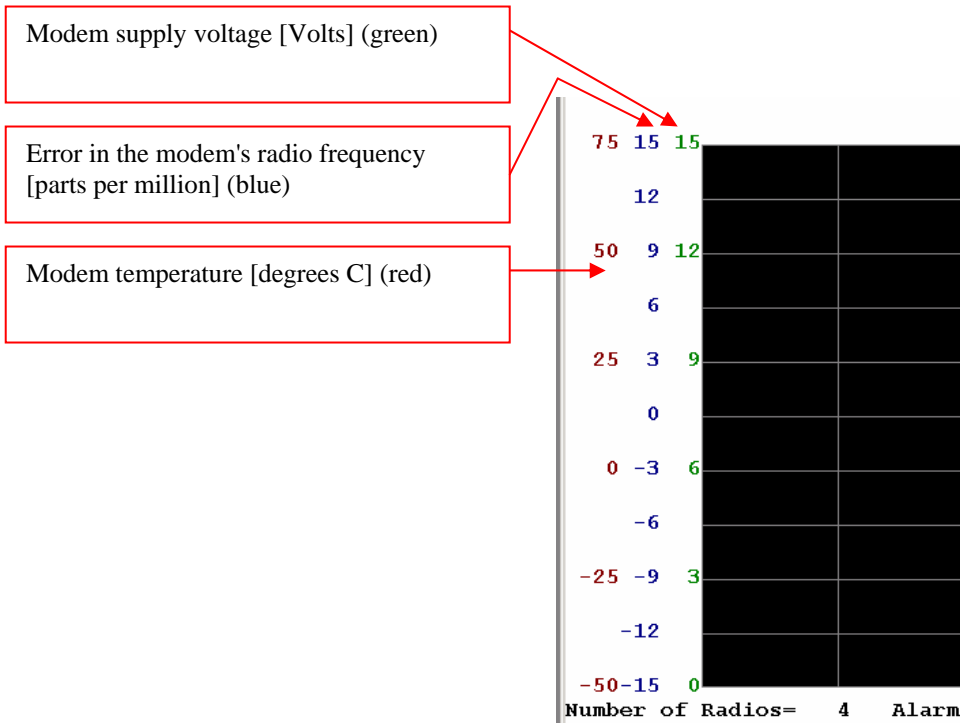 Modem supply voltage [Volts] (green)
Error in the modem's radio frequency
[parts per million] (blue)
Modem temperature [degrees C] (red)
75 15 15
12
50 9 12
6
25 3 9
0
0 -3 6
-6
-25 -9 3
-12
-50 -15 0
Number of Radios= 4 Alarm